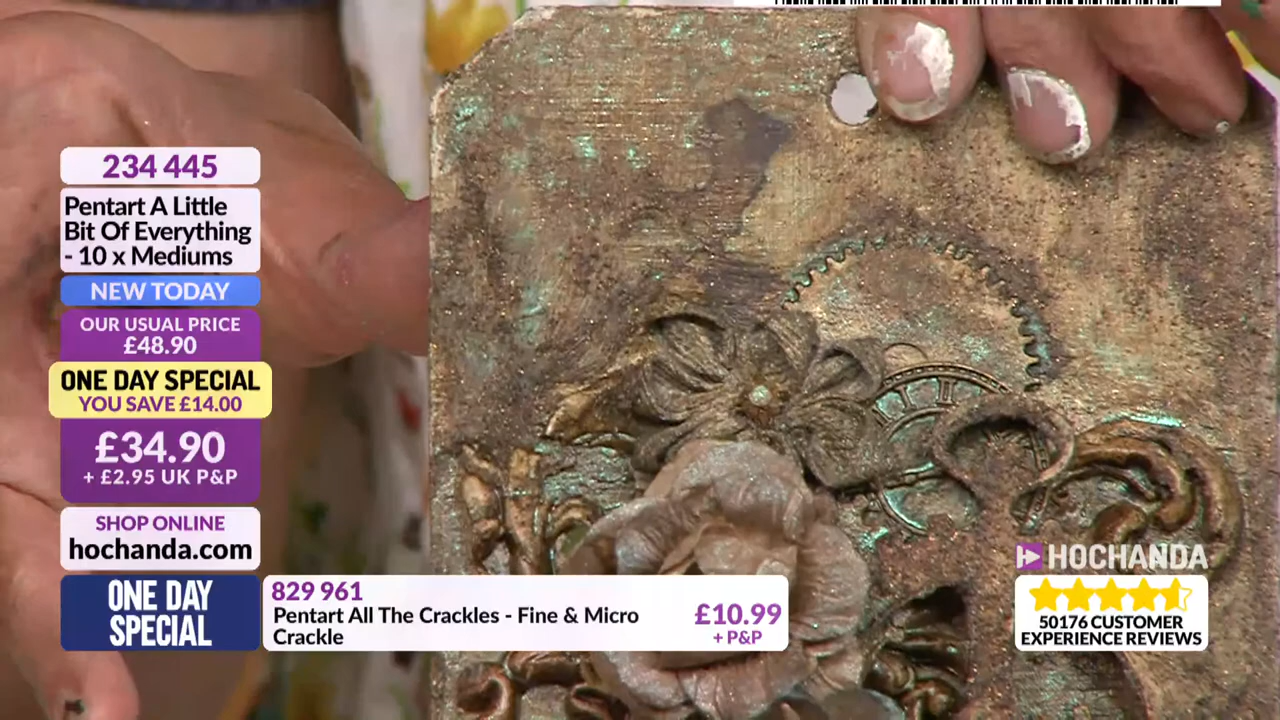 234 445
Pentart A Little
Bit Of Everything
- 10 x Mediums
NEW TODAY
OUR USUAL PRICE
£48.90
ONE DAY SPECIAL
YOU SAVE £14.00
£34.90
+ £2.95 UK P&P
SHOP ONLINE
hochanda.com
ONE DAY
SPECIAL
829 961
Pentart All The Crackles - Fine & Micro
Crackle
£10.99
+ P&P
HOCHANDA
50176 CUSTOMER
EXPERIENCE REVIEWS